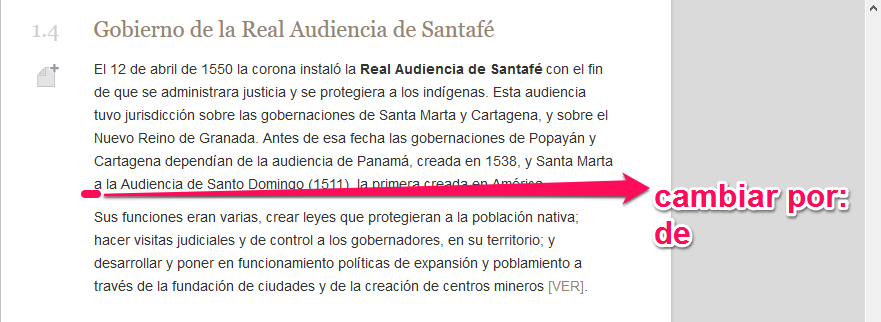 1.4 Gobierno de la Real Audiencia de Santafé
El 12 de abril de 1550 la corona instaló la Real Audiencia de Santafé con el fin
de que se administrara justicia y se protegiera a los indígenas. Esta audiencia
tuvo jurisdicción sobre las gobernaciones de Santa Marta y Cartagena, y sobre el
Nuevo Reino de Granada. Antes de esa fecha las gobernaciones de Popayán y
Cartagena dependían de la audiencia de Panamá, creada en 1538, y Santa Marta
a la Audiencia de Santo Domingo (1511), la primera creada en América.
cambiar por:
de
Sus funciones eran varias, crear leyes que protegieran a la población nativa;
hacer visitas judiciales y de control a los gobernadores, en su territorio; y
desarrollar y poner en funcionamiento políticas de expansión y poblamiento a
través de la fundación de ciudades y de la creación de centros mineros [VER].